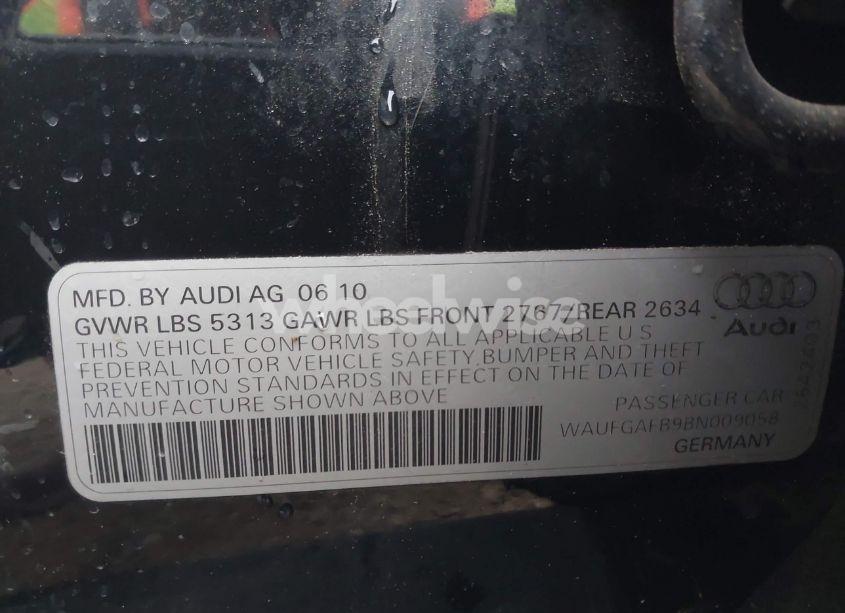 MFD. BY AUDI AG 06 10
GVWR LBS 5313 GAWR LBS FRONT 2767/REAR 2634
THIS VEHICLE CONFORMS TO ALL APPLICABLE U S
FEDERAL MOTOR VEHICLE SAFETY, BUMPER AND THEFT
PREVENTION STANDARDS IN EFFECT ON THE DATE OF
MANUFACTURE SHOWN ABOVE
Audi
PASSENGER CAR
WAUFGAFB9BN009058
GERMANY
wheelwise